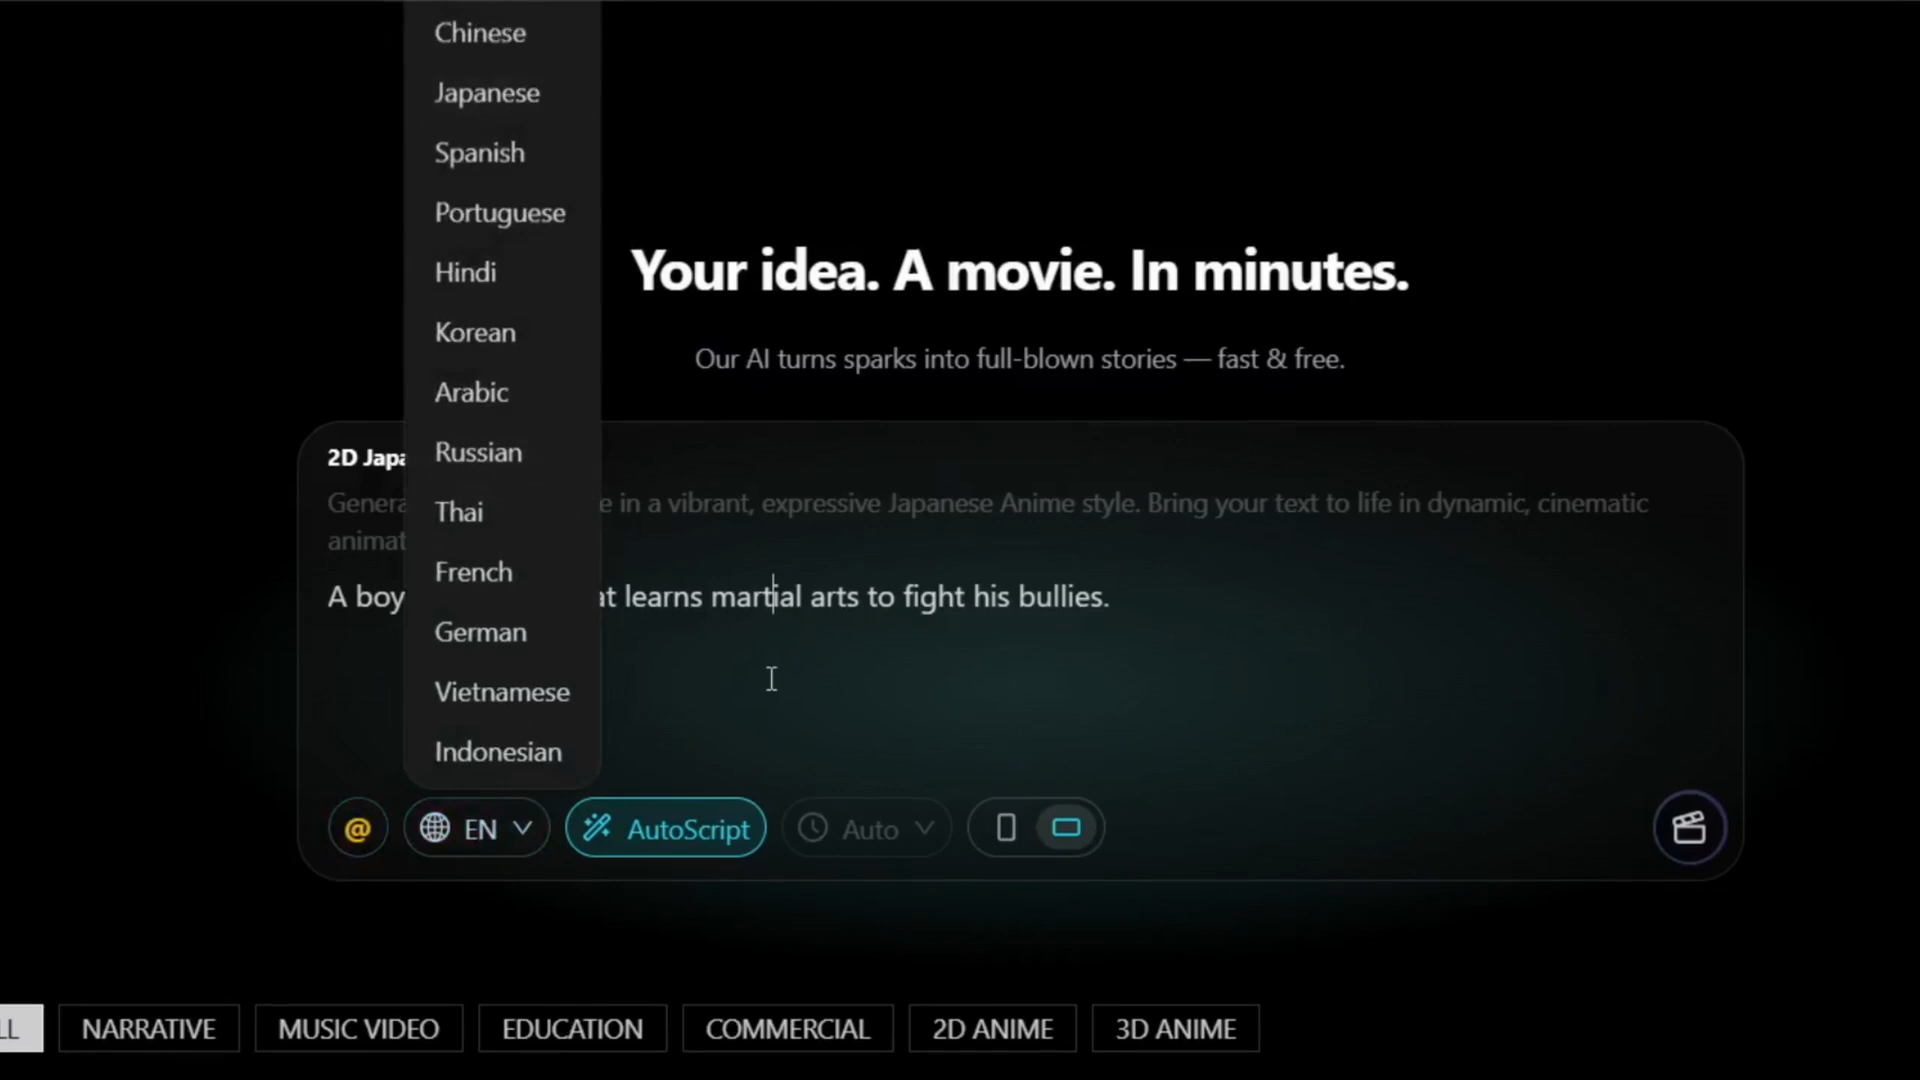 Chinese
Japanese
Spanish
Portuguese
Hindi
Korean
Arabic
Russian
Thai
French
German
Vietnamese
Indonesian
Your idea. A movie. In minutes.
Our AI turns sparks into full-blown stories — fast & free.
2D Japa
Genera e in a vibrant, expressive Japanese Anime style. Bring your text to life in dynamic, cinematic
animat
A boy at learns martial arts to fight his bullies.
@ EN AutoScript Auto
LL NARRATIVE MUSIC VIDEO EDUCATION COMMERCIAL 2D ANIME 3D ANIME